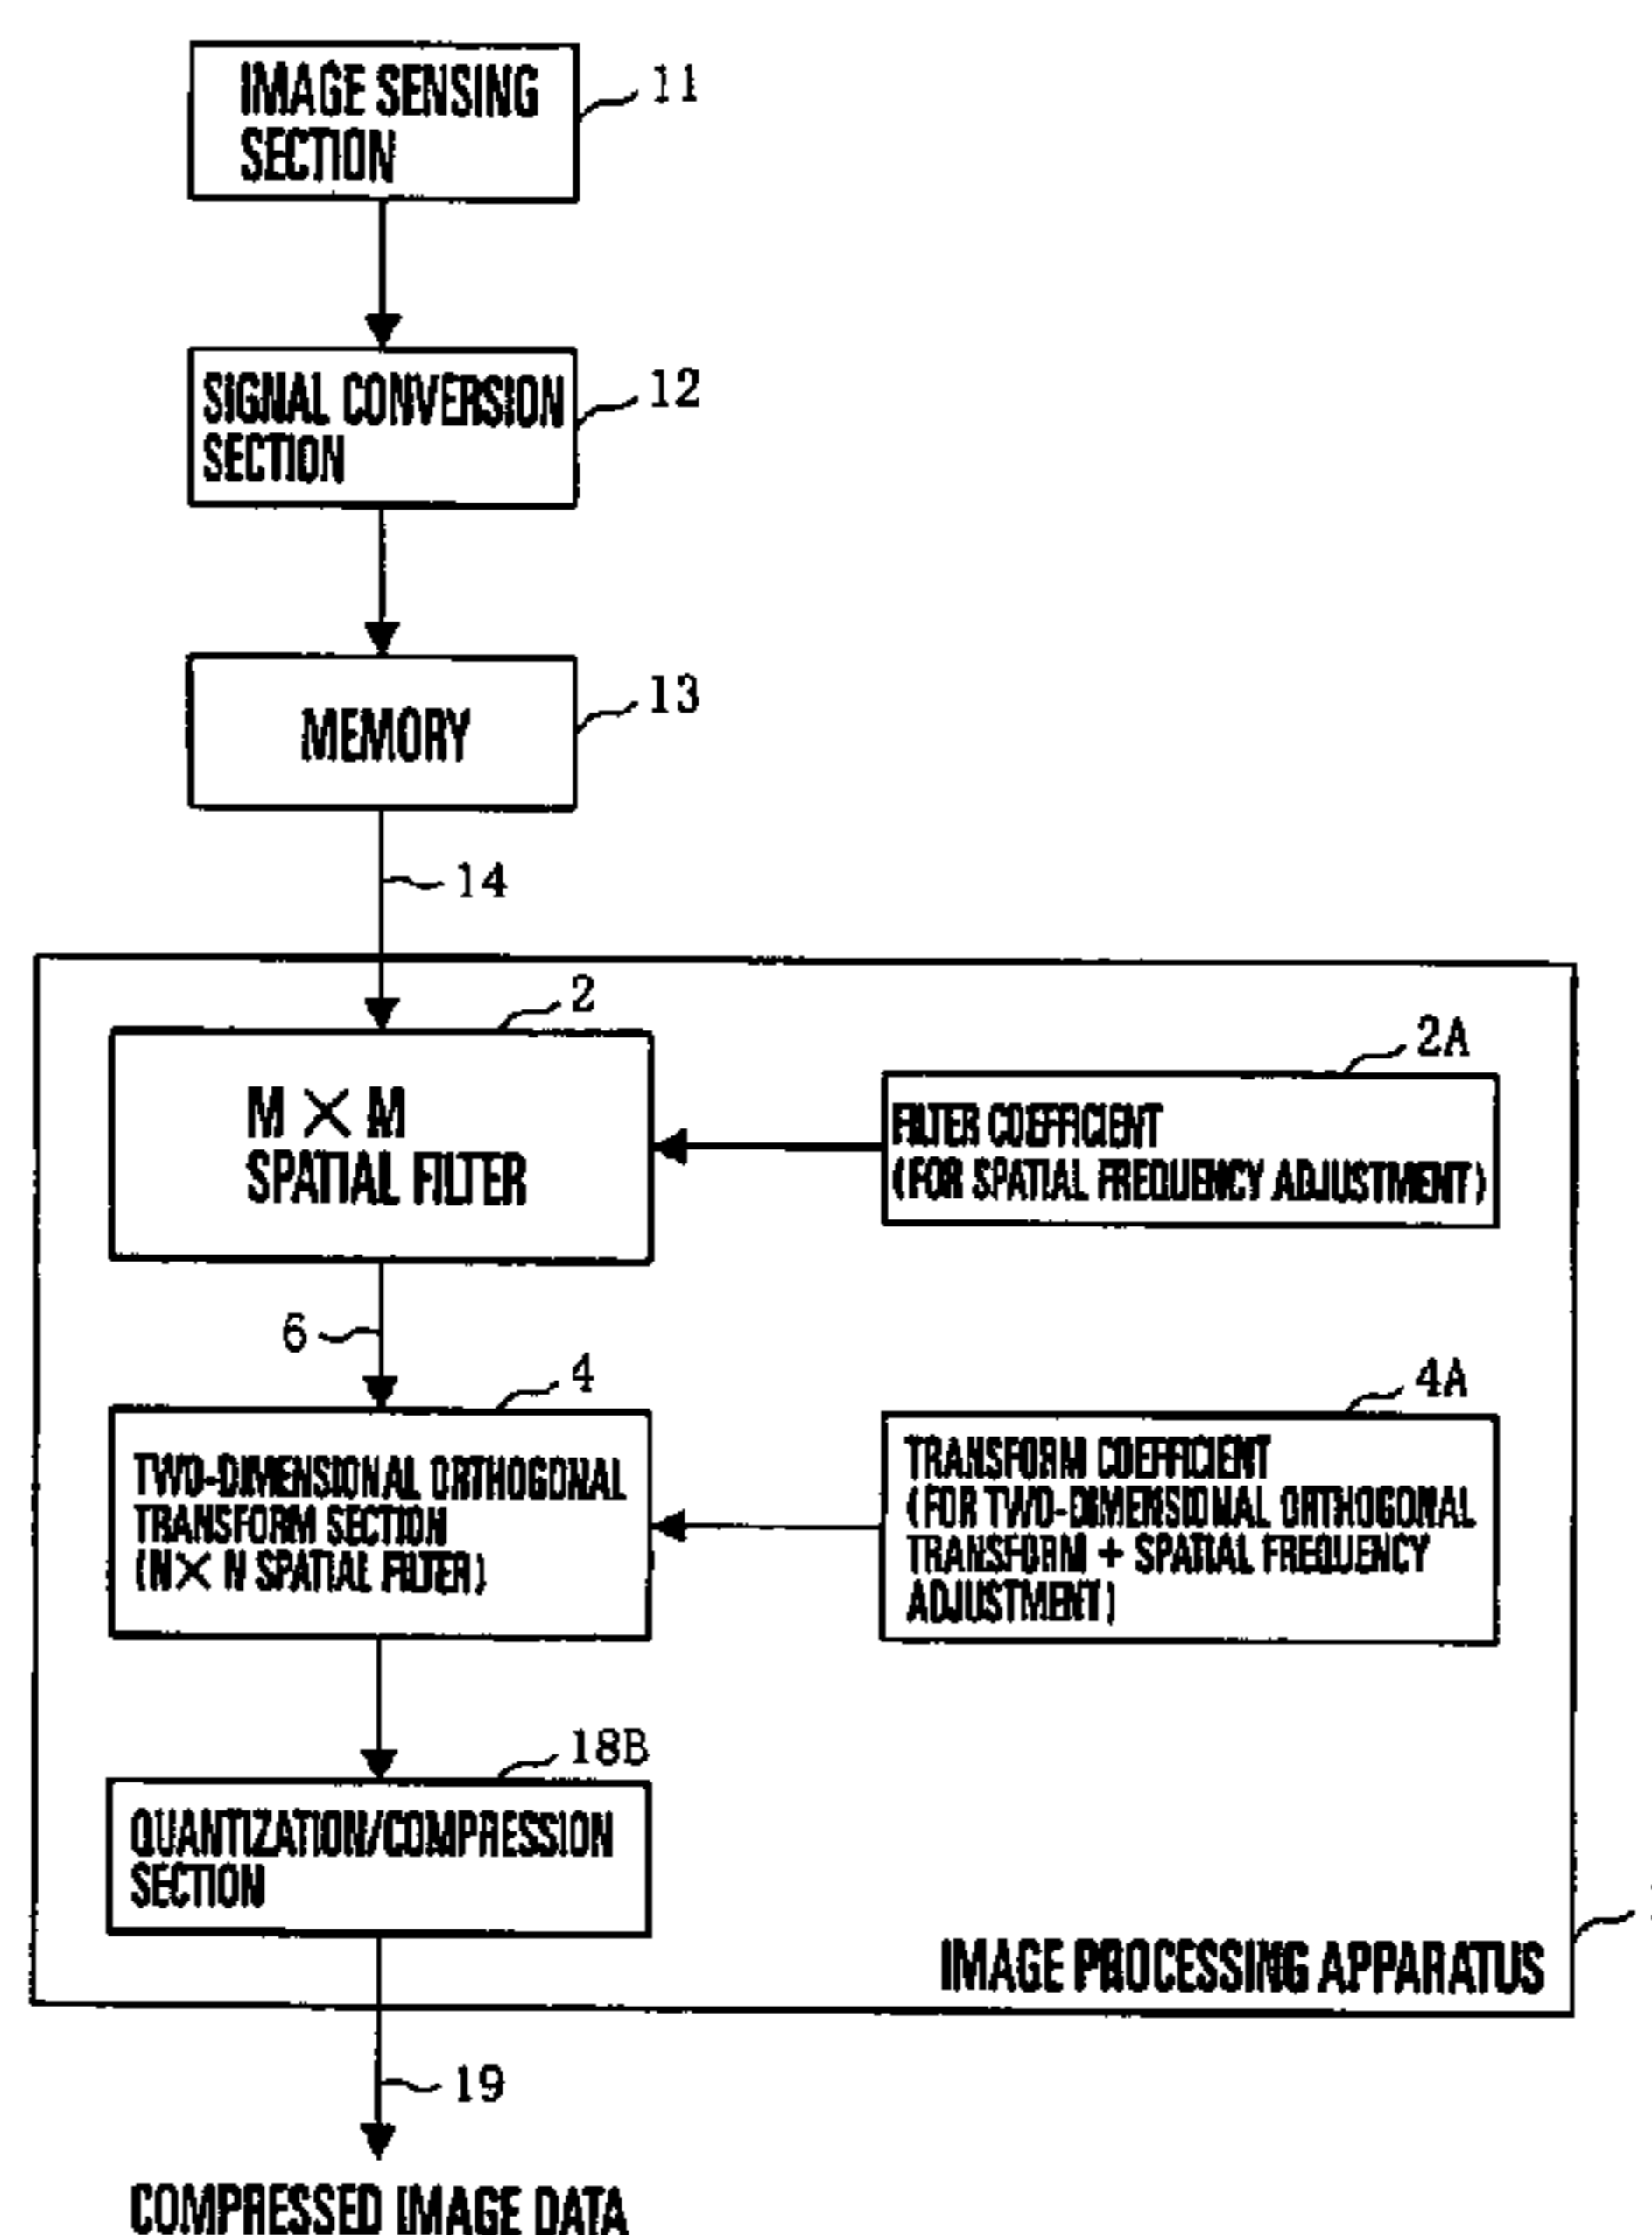 IMAGE SENSING
SECTION
11
SIGNAL CONVERSION
SECTION
12
MEMORY
13
14
2
M × M
SPATIAL FILTER
2A
FILTER COEFFICIENT
(FOR SPATIAL FREQUENCY ADJUSTMENT)
6
4
TWO-DIMENSIONAL ORTHOGONAL
TRANSFORM SECTION
(N × N SPATIAL FILTER)
4A
TRANSFORM COEFFICIENT
(FOR TWO-DIMENSIONAL ORTHOGONAL
TRANSFORM + SPATIAL FREQUENCY
ADJUSTMENT)
18B
QUANTIZATION/COMPRESSION
SECTION
IMAGE PROCESSING APPARATUS
19
COMPRESSED IMAGE DATA